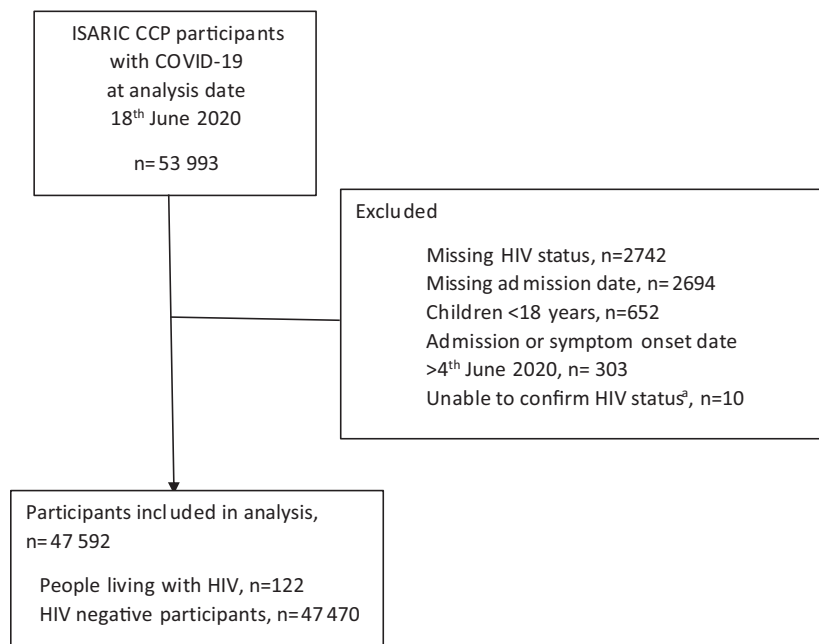 ISARIC CCP participants
with COVID-19
at analysis date
18th June 2020
n= 53 993
Excluded
Missing HIV status, n=2742
Missing admission date, n= 2694
Children <18 years, n=652
Admission or symptom onset date
>4th June 2020, n= 303
Unable to confirm HIV statusª, n=10
Participants included in analysis,
n= 47 592
People living with HIV, n=122
HIV negative participants, n= 47 470